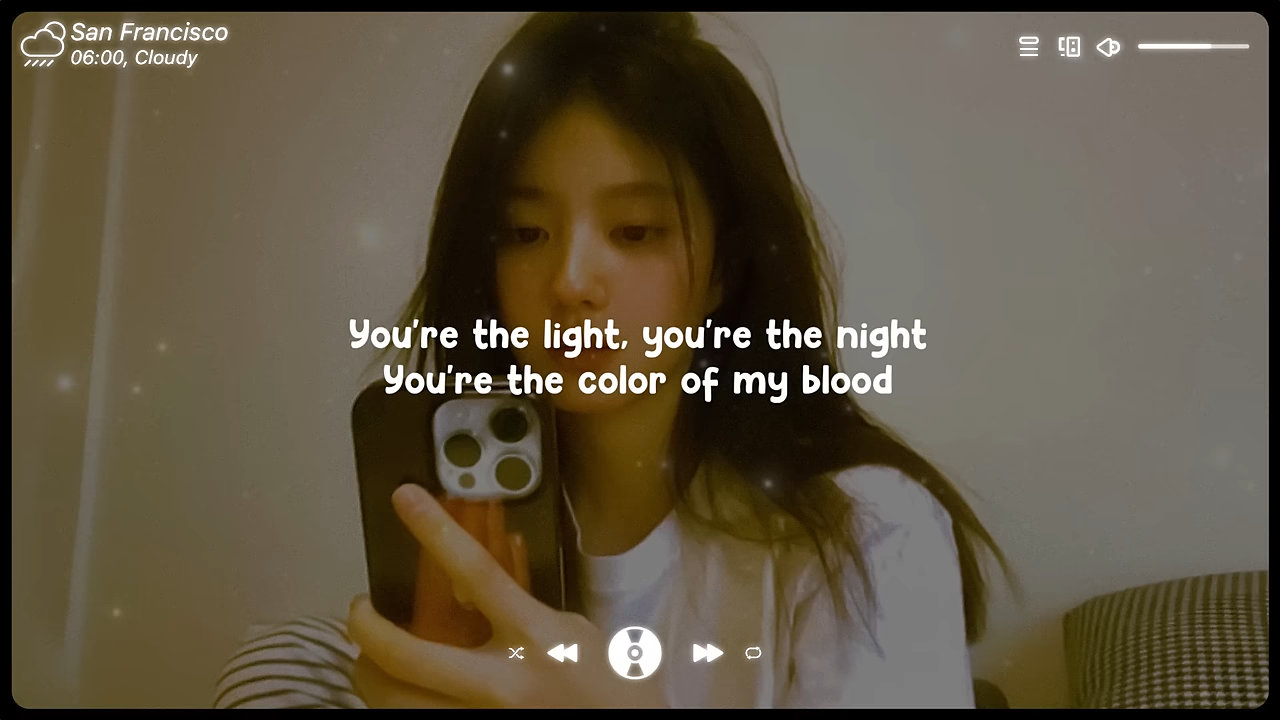 San Francisco
06:00, Cloudy
You're the light, you're the night
You're the color of my blood